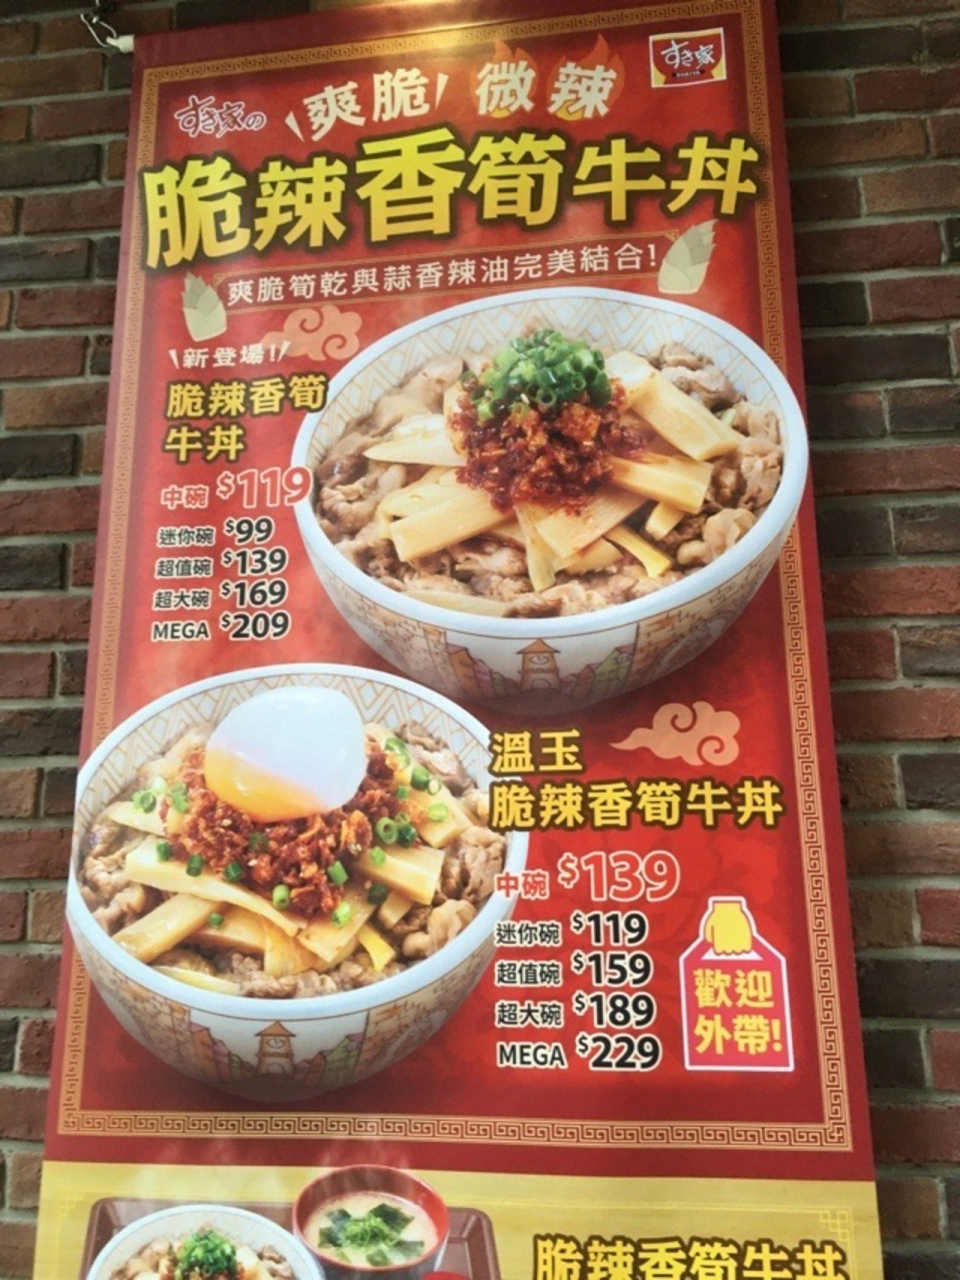 すき家
SUKIYA
すき家の
爽脆 微辣
脆辣香筍牛丼
爽脆筍乾與蒜香辣油完美結合!
新登場!
脆辣香筍
牛丼
中碗 $119
迷你碗 $99
超值碗 $139
超大碗 $169
MEGA $209
溫玉
脆辣香筍牛丼
中碗 $139
迷你碗 $119
超值碗 $159
超大碗 $189
MEGA $229
歡迎
外帶!
脆辣香筍牛丼